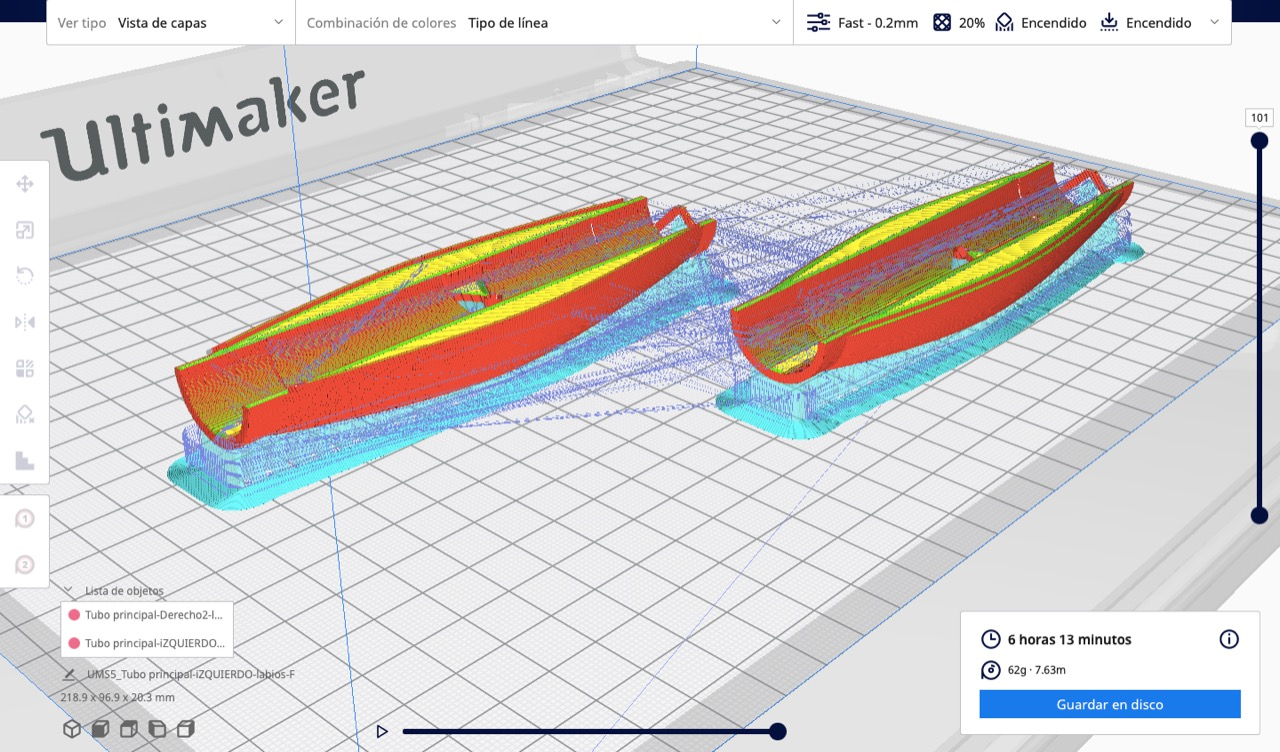 Ver tipo Vista de capas
Combinación de colores Tipo de línea
Fast - 0.2mm 20% Encendido Encendido
Ultimaker
101
1
2
Lista de objetos
Tubo principal-Derecho2-l...
Tubo principal-iZQUIERDO...
UMS5_Tubo principal-iZQUIERDO-labios-F
218.9 x 96.9 x 20.3 mm
6 horas 13 minutos
62g · 7.63m
Guardar en disco